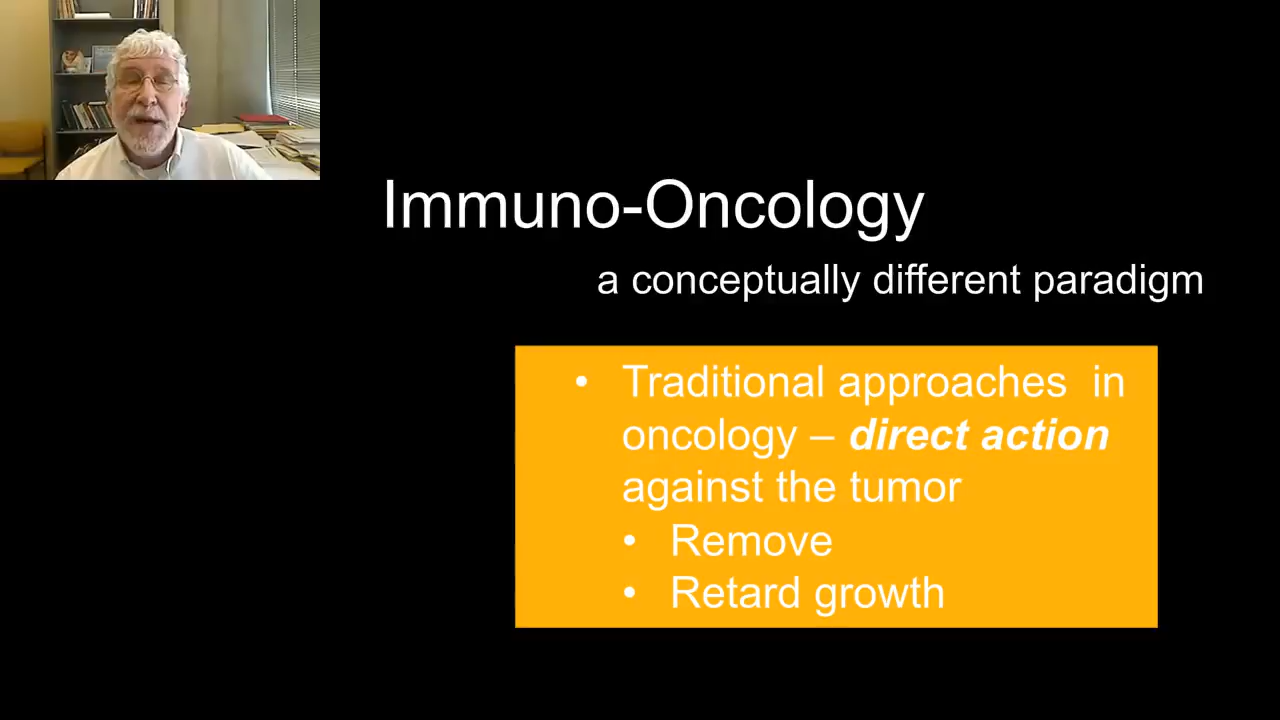 Immuno-Oncology
a conceptually different paradigm
• Traditional approaches in
oncology – direct action
against the tumor
• Remove
• Retard growth